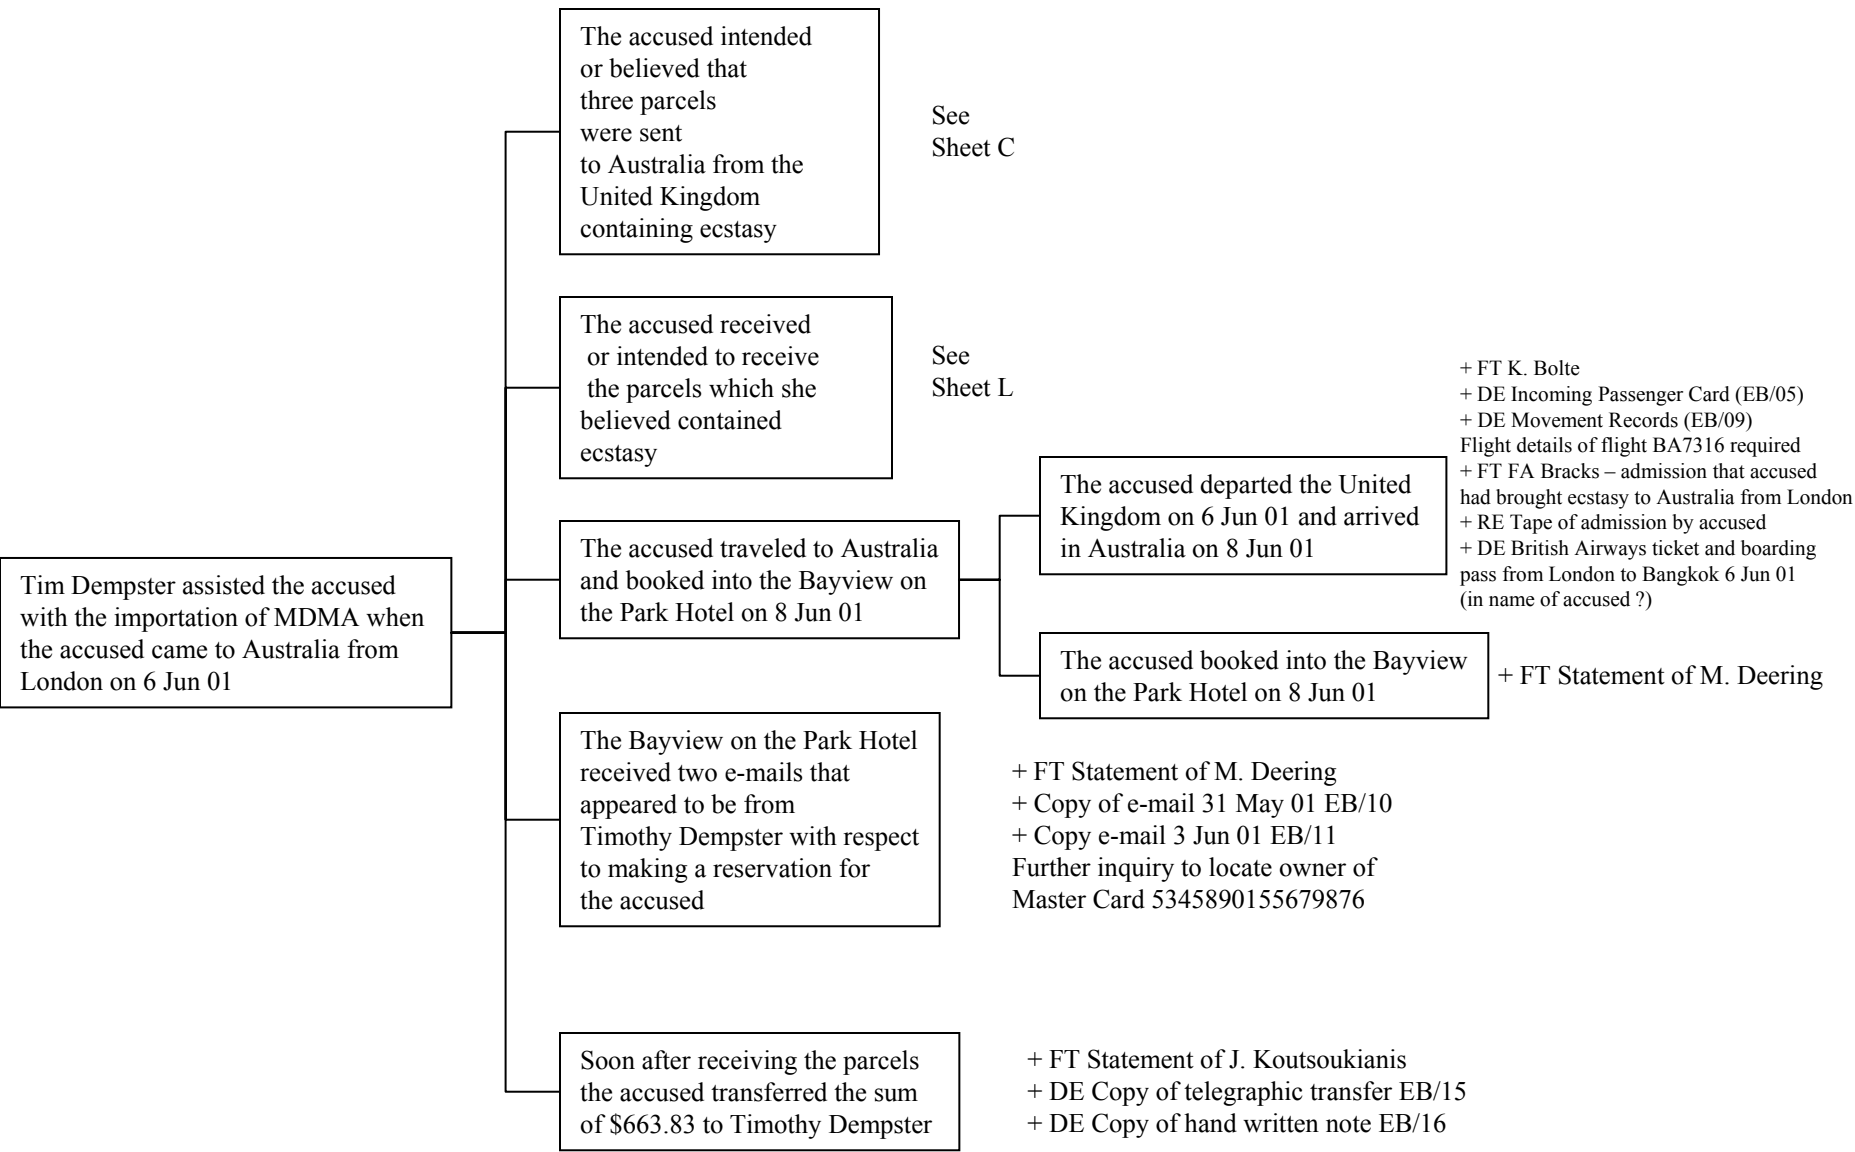 The accused intended
or believed that
three parcels
were sent
to Australia from the
United Kingdom
containing ecstasy
See
Sheet C
The accused received
or intended to receive
the parcels which she
believed contained
ecstasy
See
Sheet L
Tim Dempster assisted the accused
with the importation of MDMA when
the accused came to Australia from
London on 6 Jun 01
The accused traveled to Australia
and booked into the Bayview on
the Park Hotel on 8 Jun 01
The accused departed the United
Kingdom on 6 Jun 01 and arrived
in Australia on 8 Jun 01
+ FT K. Bolte
+ DE Incoming Passenger Card (EB/05)
+ DE Movement Records (EB/09)
Flight details of flight BA7316 required
+ FT FA Bracks – admission that accused
had brought ecstasy to Australia from London
+ RE Tape of admission by accused
+ DE British Airways ticket and boarding
pass from London to Bangkok 6 Jun 01
(in name of accused ?)
The accused booked into the Bayview
on the Park Hotel on 8 Jun 01
+ FT Statement of M. Deering
The Bayview on the Park Hotel
received two e-mails that
appeared to be from
Timothy Dempster with respect
to making a reservation for
the accused
+ FT Statement of M. Deering
+ Copy of e-mail 31 May 01 EB/10
+ Copy e-mail 3 Jun 01 EB/11
Further inquiry to locate owner of
Master Card 5345890155679876
Soon after receiving the parcels
the accused transferred the sum
of $663.83 to Timothy Dempster
+ FT Statement of J. Koutsoukianis
+ DE Copy of telegraphic transfer EB/15
+ DE Copy of hand written note EB/16